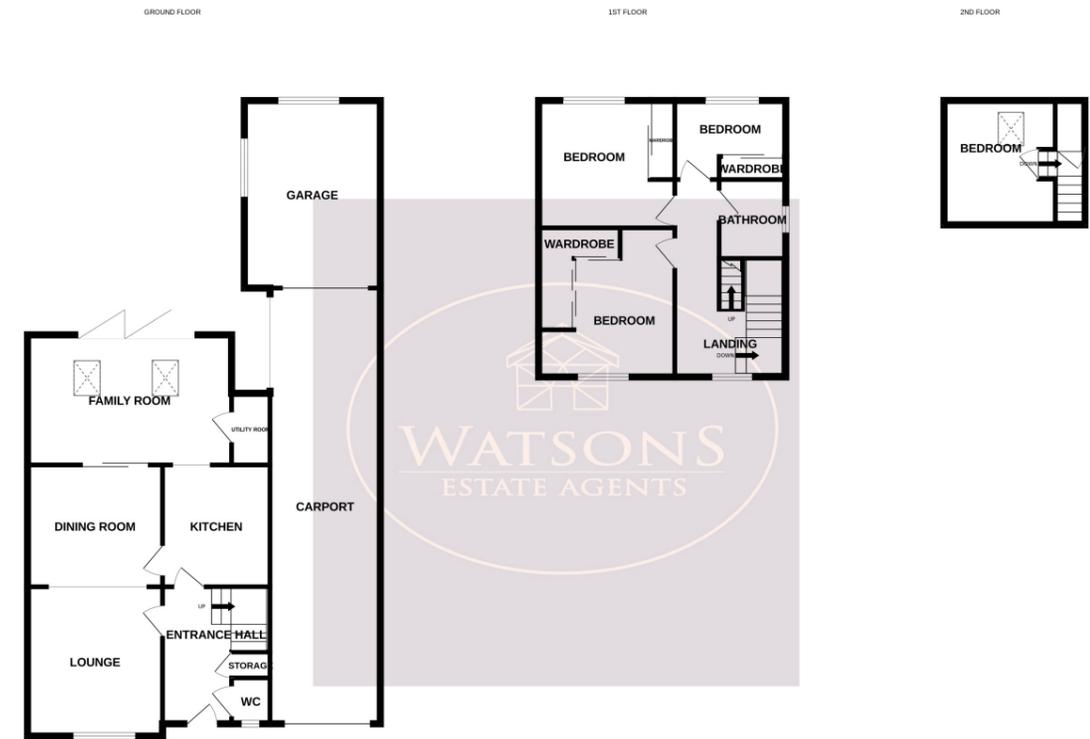 GROUND FLOOR
1ST FLOOR
2ND FLOOR
GARAGE
FAMILY ROOM
UTILITY ROOM
DINING ROOM
KITCHEN
CARPORT
UP
ENTRANCE HALL
LOUNGE
STORAG
WC
BEDROOM
WARDROBE
BEDROOM
WARDROBE
BATHROOM
WARDROBE
BEDROOM
UP
LANDING
DOWN
BEDROOM
DOWN
WATSONS
ESTATE AGENTS